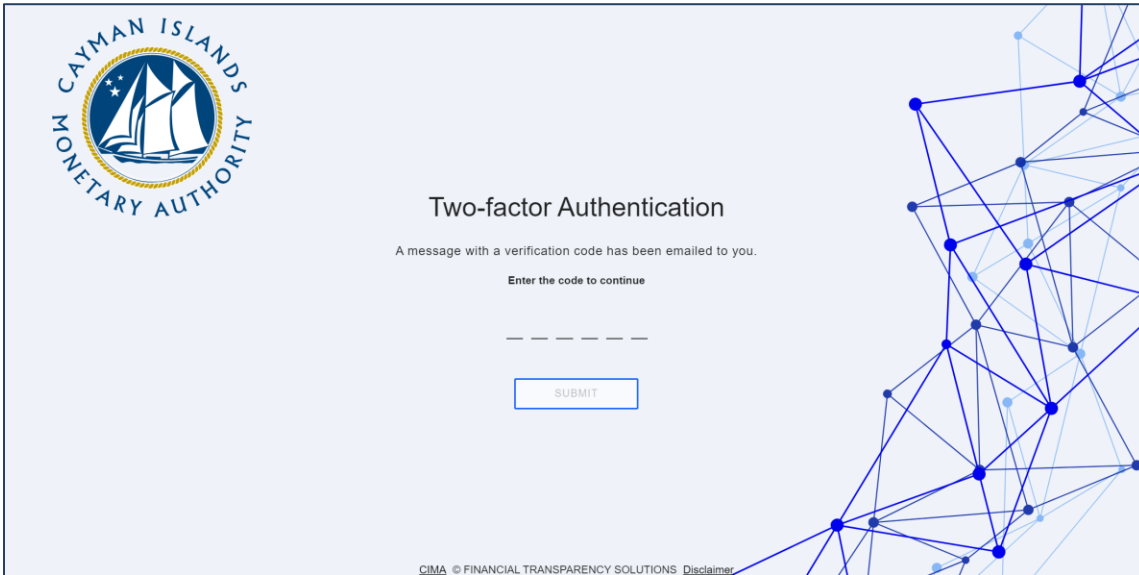 CAYMAN ISLANDS
MONETARY AUTHORITY
Two-factor Authentication
A message with a verification code has been emailed to you.
Enter the code to continue
SUBMIT
CIMA © FINANCIAL TRANSPARENCY SOLUTIONS Disclaimer